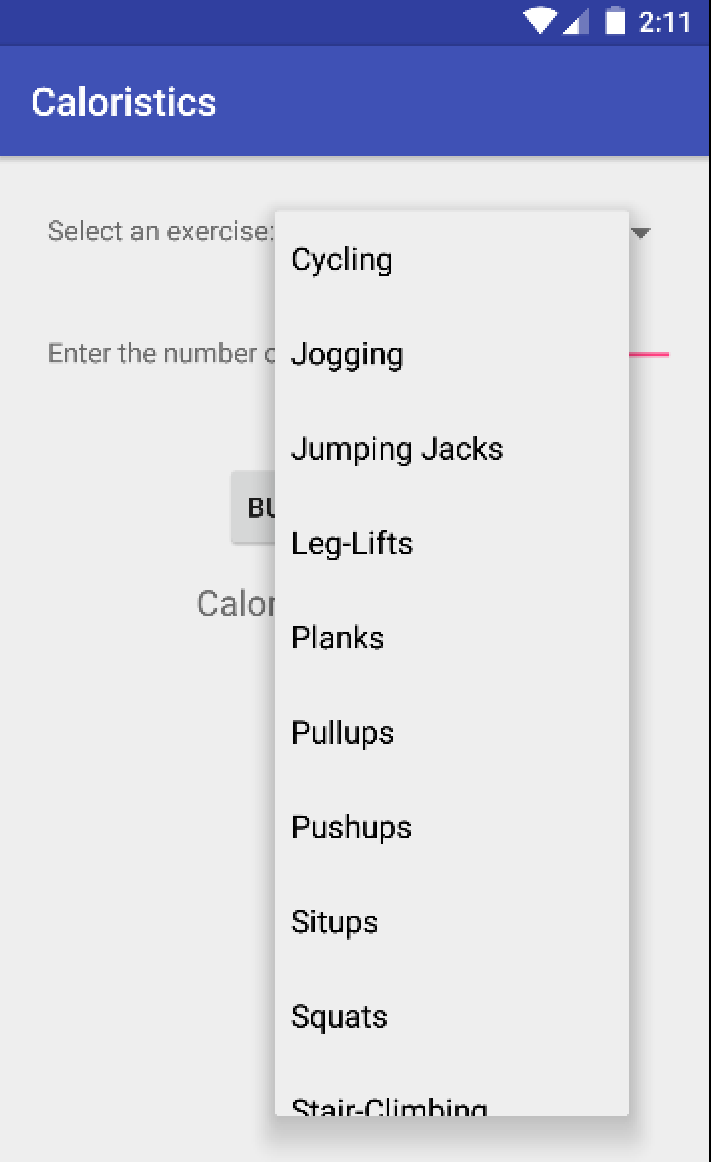 2:11
Caloristics
Select an exercise:
Cycling
Enter the number
Jogging
Jumping Jacks
BU
Leg-Lifts
Calor
Planks
Pullups
Pushups
Situps
Squats
Stair-Climbing